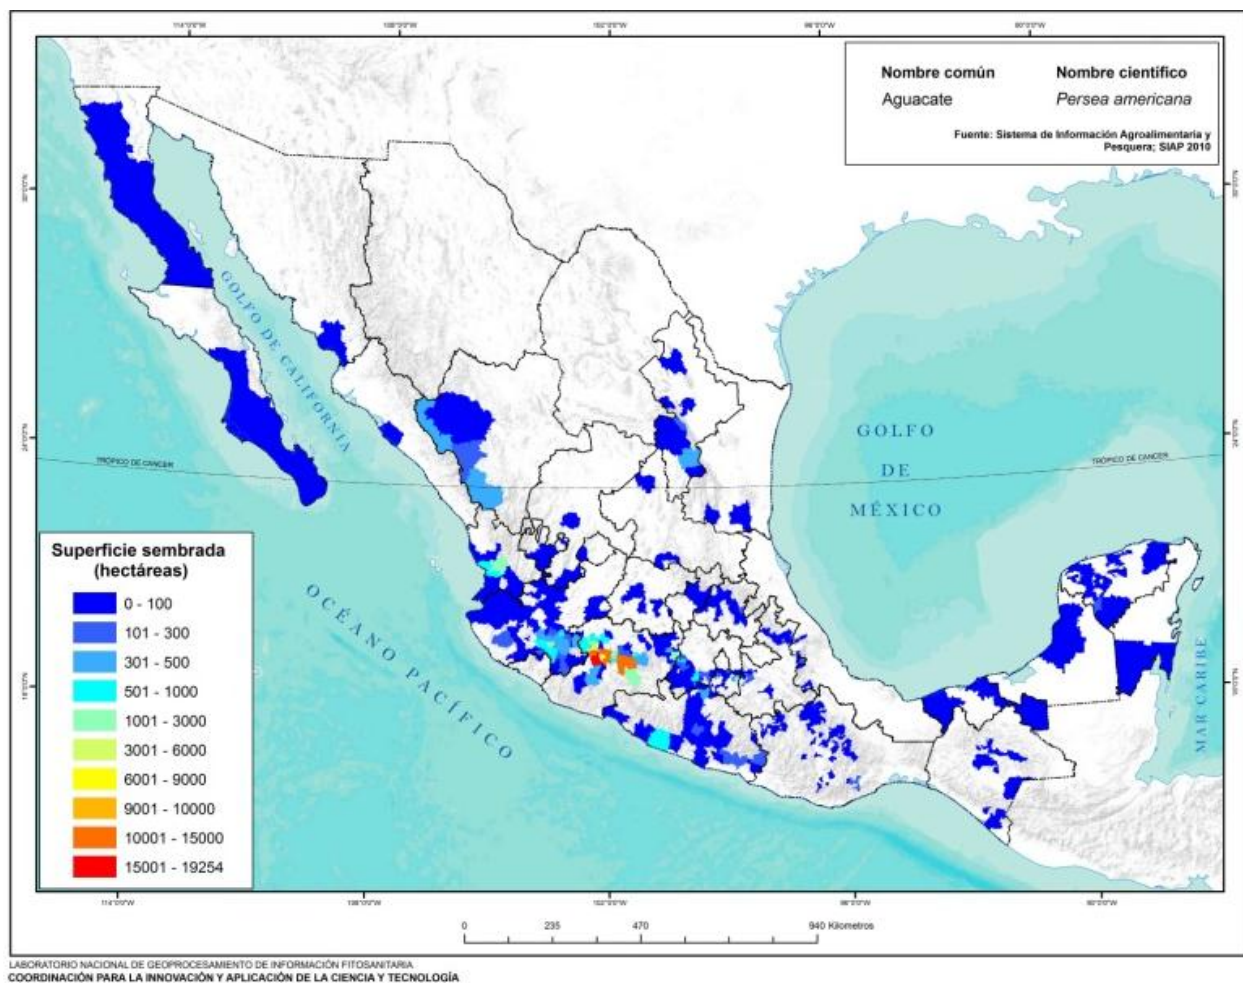 Nombre común
Nombre científico
Aguacate
Persea americana
Fuente: Sistema de Información Agroalimentaria y
Pesquera; SIAP 2010
GOLFO DE CALIFORNIA
GOLFO
DE
MÉXICO
TRÓPICO DE CANCER
TRÓPICO DE CANCER
OCÉANO PACÍFICO
MAR CARIBE
Superficie sembrada
(hectáreas)
0 - 100
101 - 300
301 - 500
501 - 1000
1001 - 3000
3001 - 6000
6001 - 9000
9001 - 10000
10001 - 15000
15001 - 19254
0 235 470 940 Kilometros
LABORATORIO NACIONAL DE GEOPROCESAMIENTO DE INFORMACIÓN FITOSANITARIA
COORDINACIÓN PARA LA INNOVACIÓN Y APLICACIÓN DE LA CIENCIA Y TECNOLOGÍA